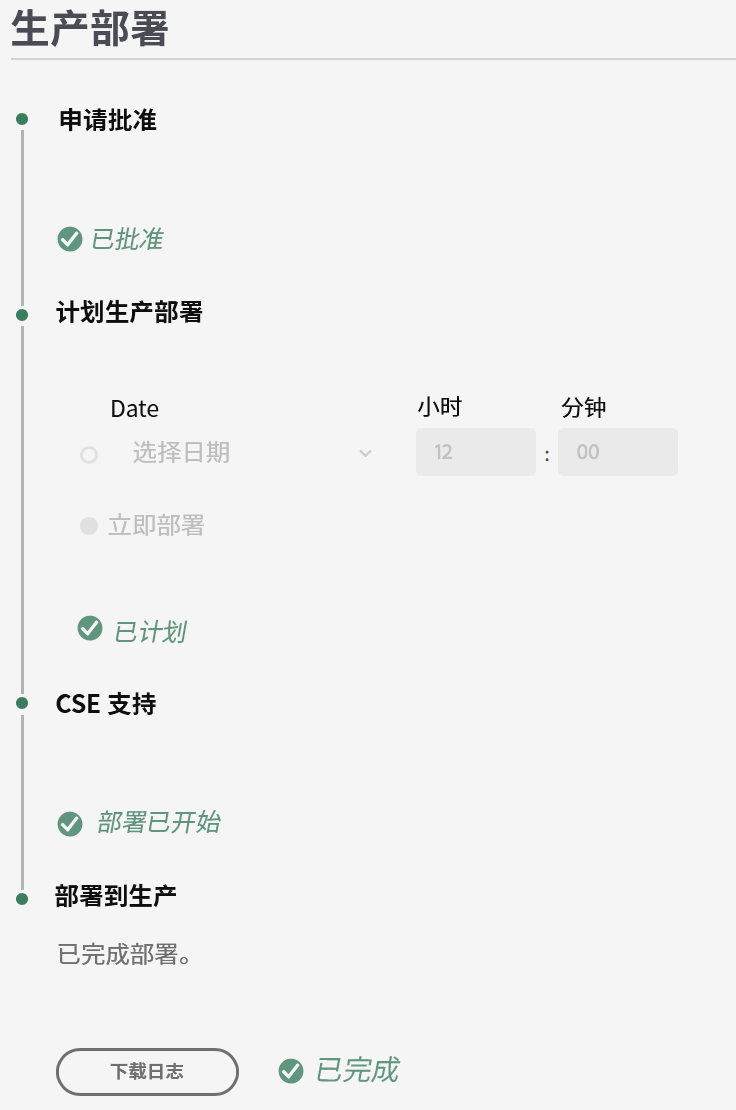 生产部署
申请批准
已批准
计划生产部署
Date 小时 分钟
选择日期 12 : 00
立即部署
已计划
CSE 支持
部署已开始
部署到生产
已完成部署。
下载日志 已完成